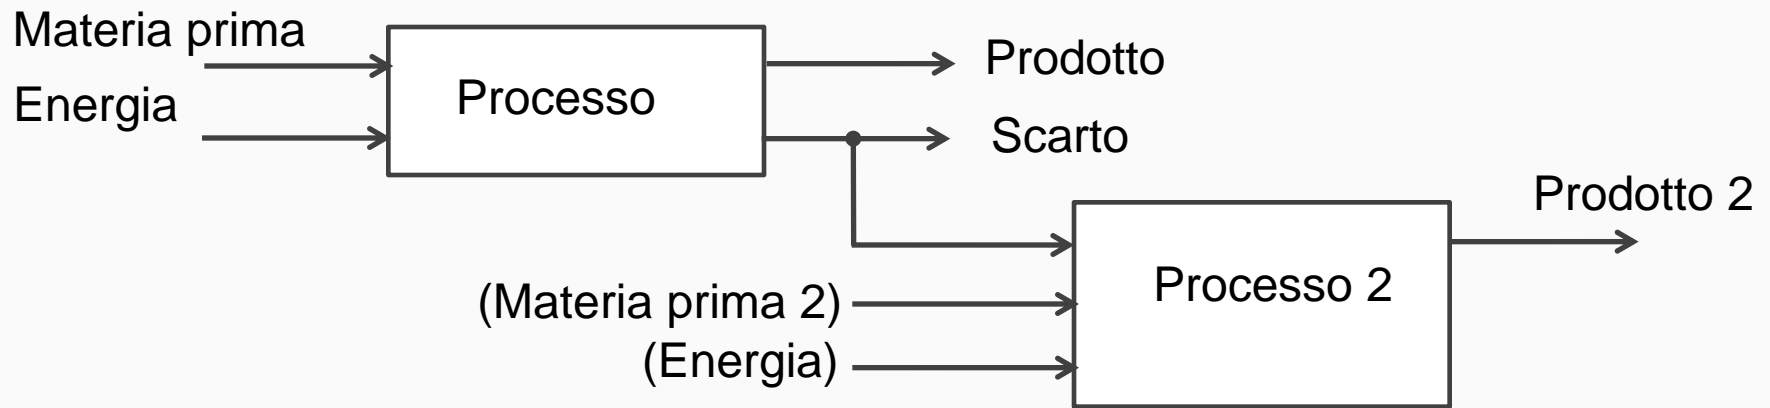 Materia prima
Energia
Processo
Prodotto
Scarto
Prodotto 2
(Materia prima 2)
(Energia)
Processo 2